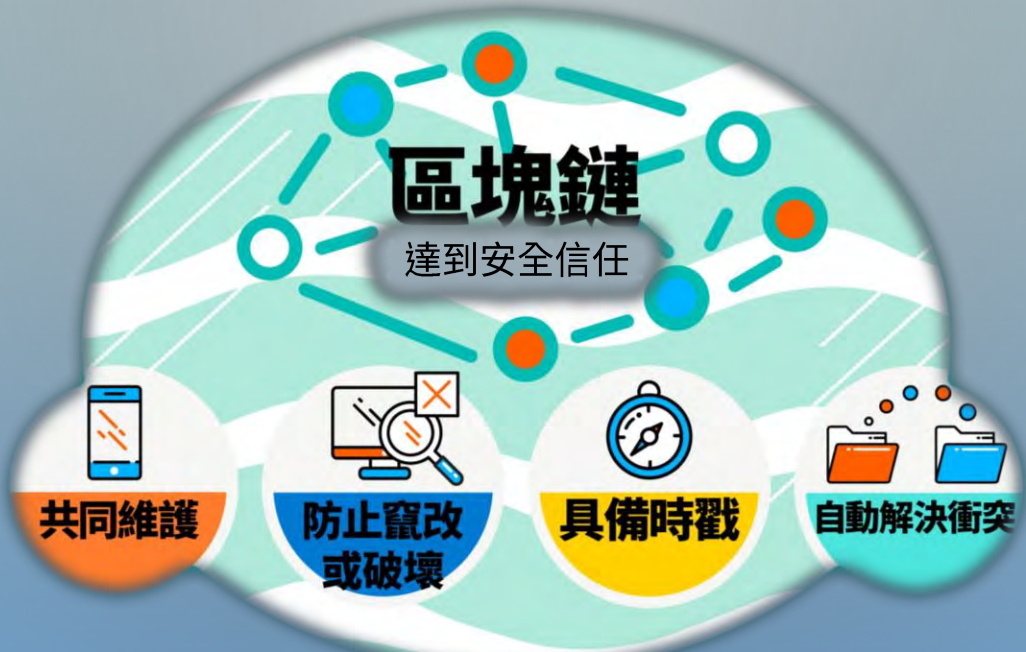 區塊鏈
達到安全信任
共同維護
防止竄改
或破壞
具備時戳
自動解決衝突